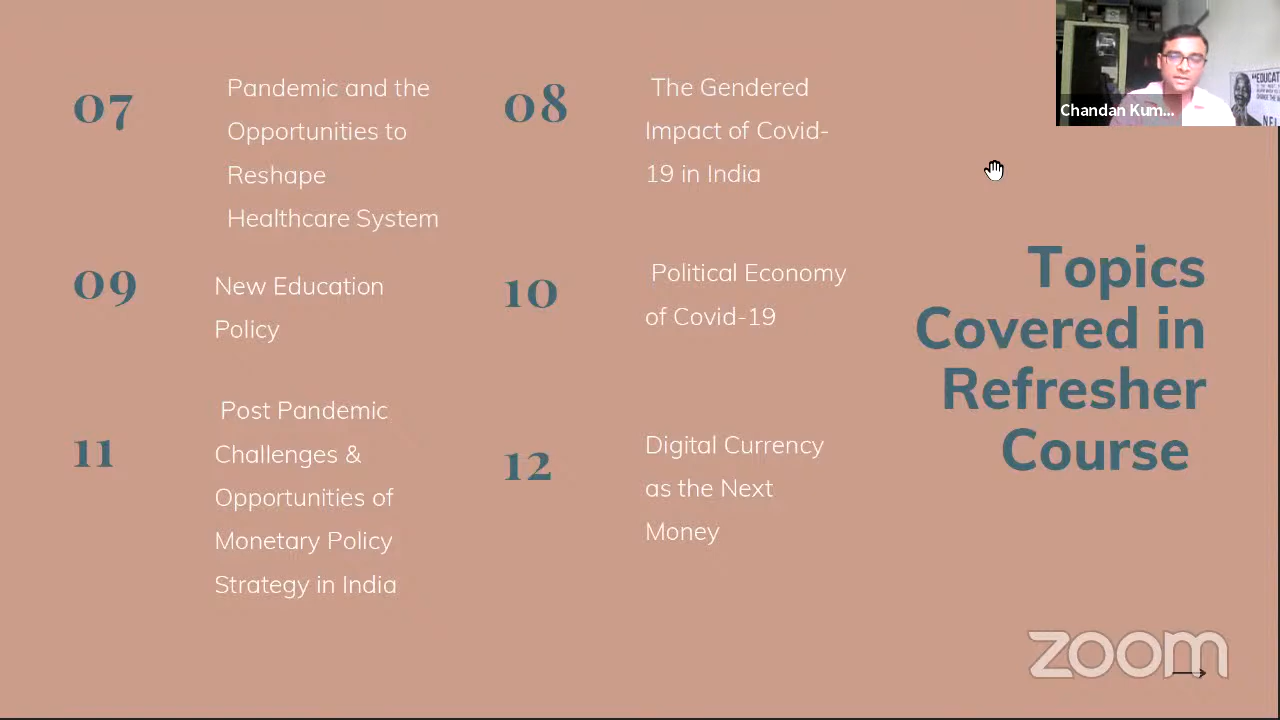 07
Pandemic and the
Opportunities to
Reshape
Healthcare System
08
The Gendered
Impact of Covid-
19 in India
09
New Education
Policy
10
Political Economy
of Covid-19
11
Post Pandemic
Challenges &
Opportunities of
Monetary Policy
Strategy in India
12
Digital Currency
as the Next
Money
Topics
Covered in
Refresher
Course
Chandan Kum...
"EDUCAT
NEL
zoom